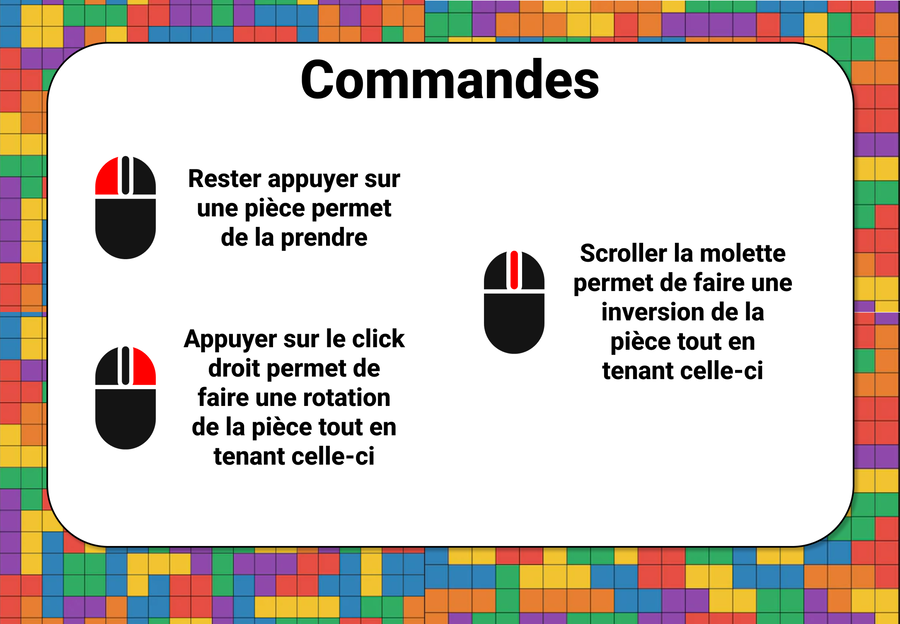 Commandes
Rester appuyer sur
une pièce permet
de la prendre
Appuyer sur le click
droit permet de
faire une rotation
de la pièce tout en
tenant celle-ci
Scroller la molette
permet de faire une
inversion de la
pièce tout en
tenant celle-ci